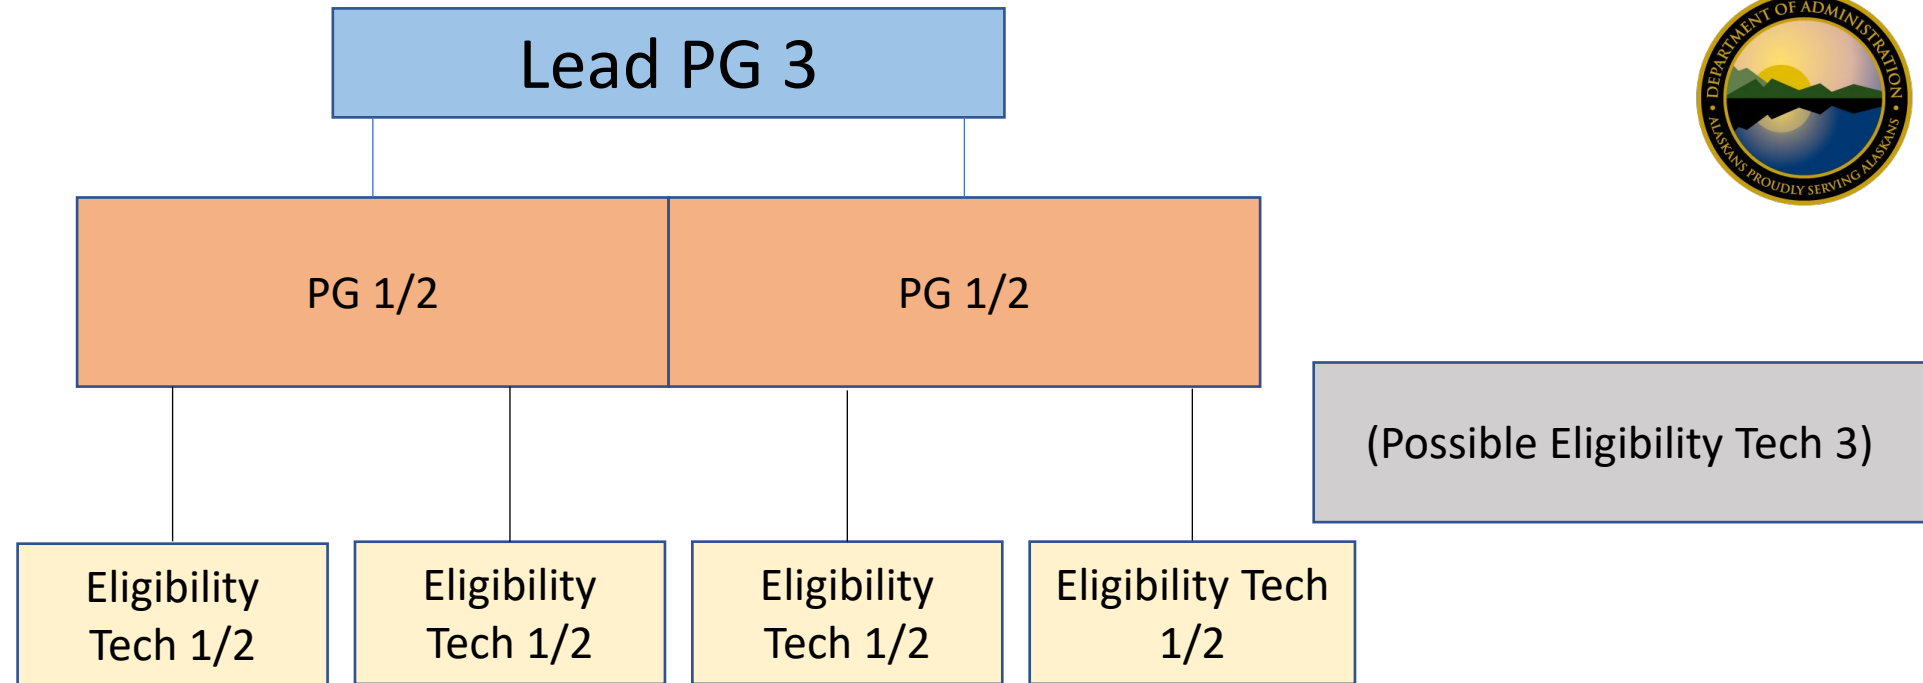 Lead PG 3
DEPARTMENT OF ADMINISTRATION
ALASKANS PROUDLY SERVING ALASKANS
PG 1/2
PG 1/2
(Possible Eligibility Tech 3)
Eligibility
Tech 1/2
Eligibility
Tech 1/2
Eligibility
Tech 1/2
Eligibility Tech
1/2